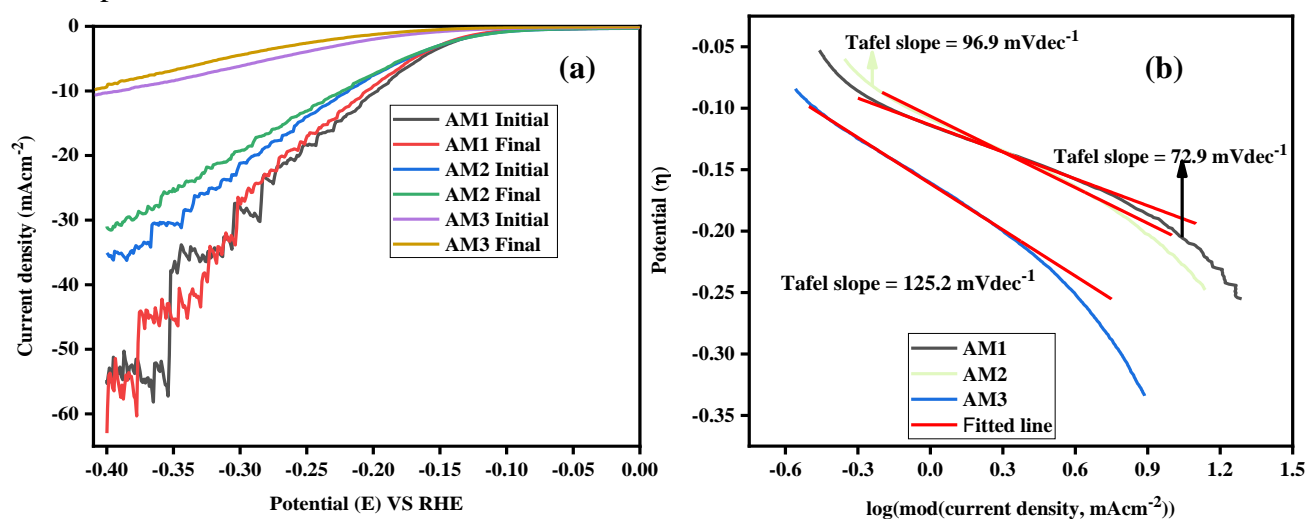 (a)
0
-10
-20
-30
-40
-50
-60
Current density (mAcm⁻²)
AM1 Initial
AM1 Final
AM2 Initial
AM2 Final
AM3 Initial
AM3 Final
-0.40 -0.35 -0.30 -0.25 -0.20 -0.15 -0.10 -0.05 0.00
Potential (E) VS RHE
(b)
-0.05
-0.10
-0.15
-0.20
-0.25
-0.30
-0.35
Potential (η)
Tafel slope = 96.9 mVdec⁻¹
Tafel slope = 72.9 mVdec⁻¹
Tafel slope = 125.2 mVdec⁻¹
AM1
AM2
AM3
Fitted line
-0.6 -0.3 0.0 0.3 0.6 0.9 1.2 1.5
log(mod(current density, mAcm⁻²))